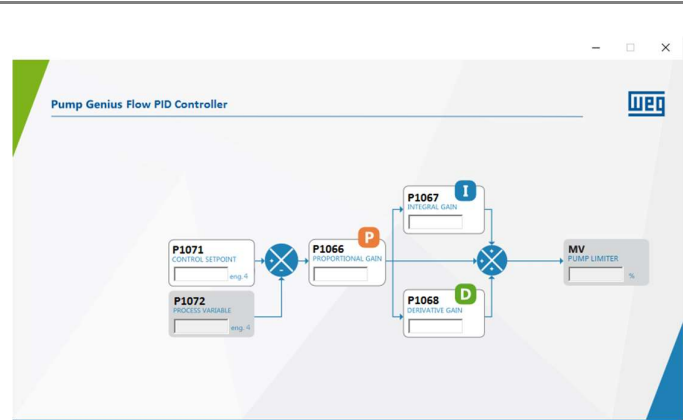 Pump Genius Flow PID Controller
weg
P1067
I
INTEGRAL GAIN
P1071
CONTROL SETPOINT
eng. 4
P1066
P
PROPORTIONAL GAIN
MV
PUMP LIMITER
%
P1072
PROCESS VARIABLE
eng. 4
P1068
D
DERIVATIVE GAIN